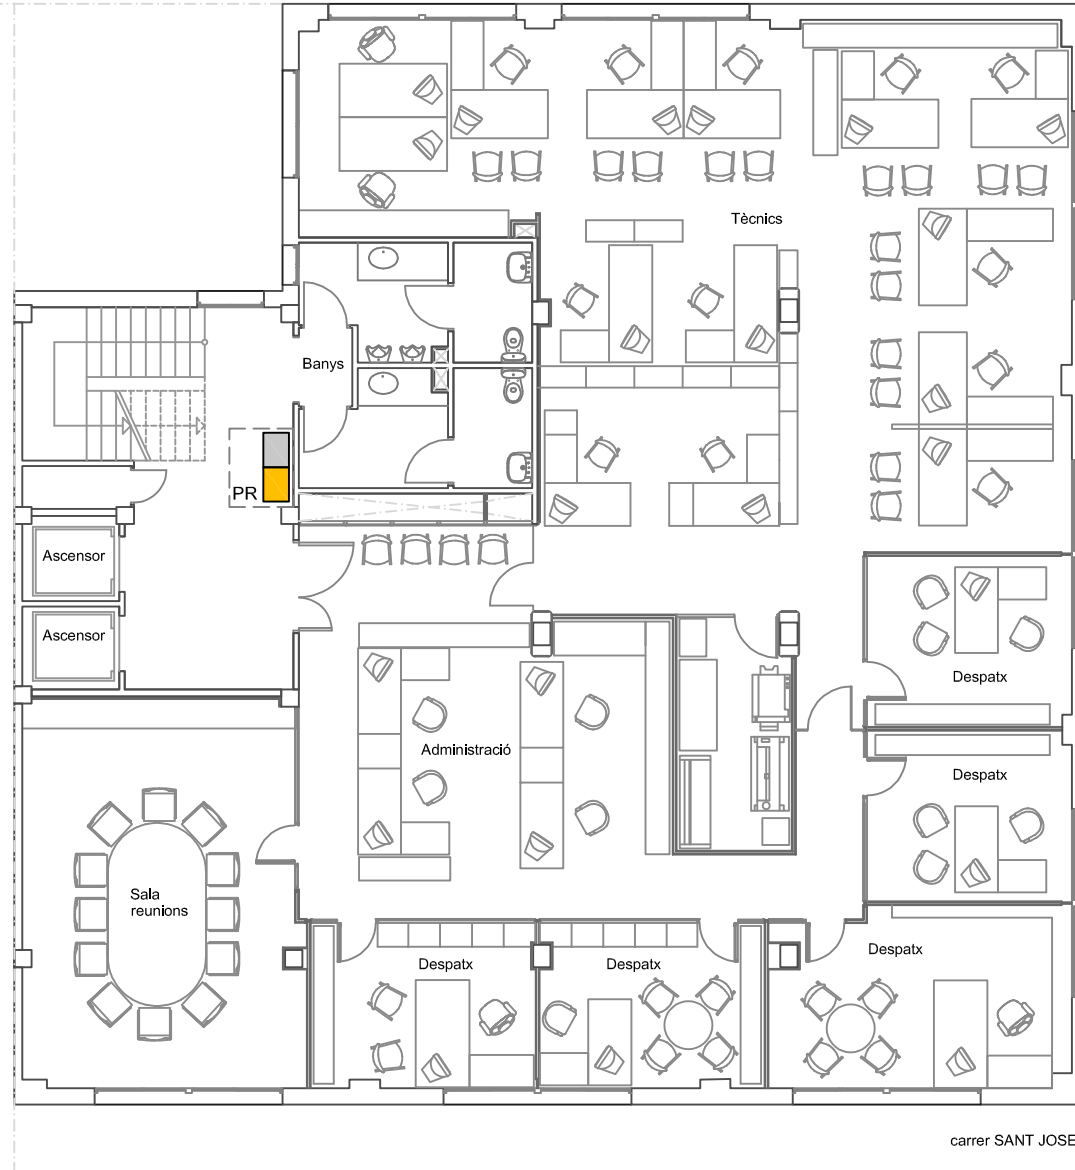 Tècnics
Banys
PR
Ascensor
Ascensor
Despatx
Administració
Despatx
Sala
reunions
Despatx
Despatx
Despatx
carrer SANT JOSE